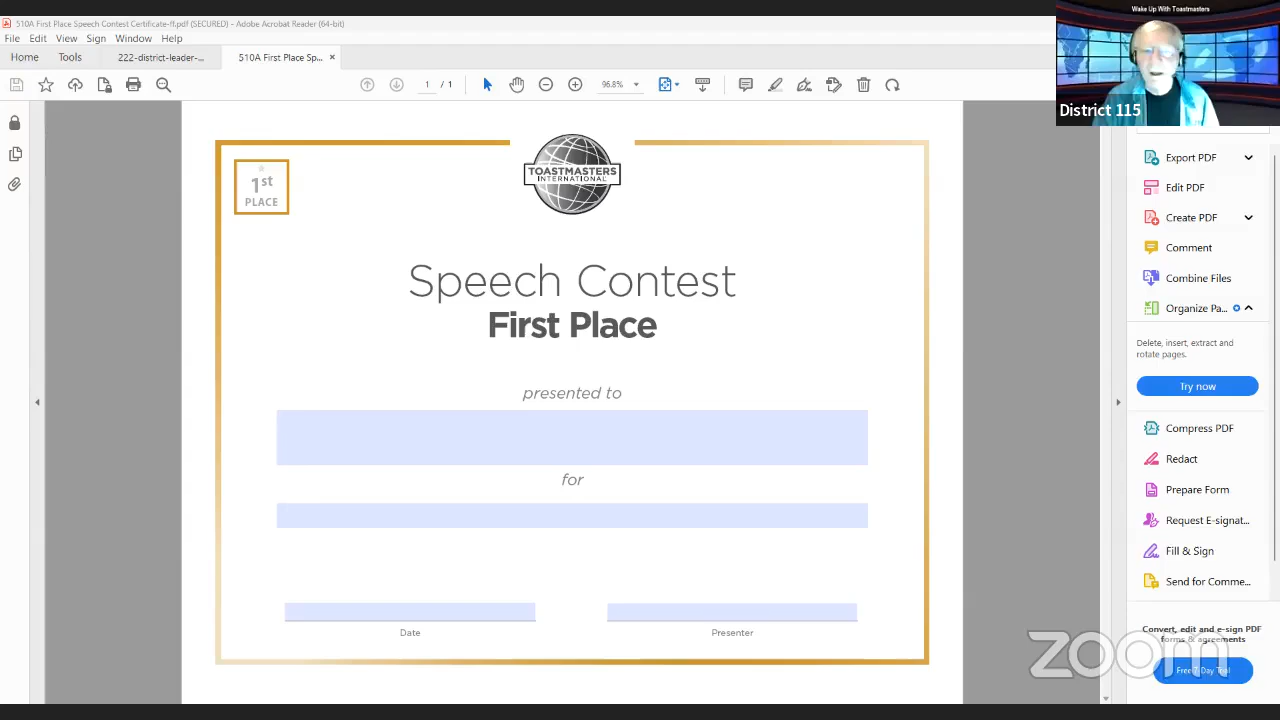 510A First Place Speech Contest Certificate-ff.pdf (SECURED) - Adobe Acrobat Reader (64-bit)
File Edit View Sign Window Help
Home Tools 222-district-leader-... 510A First Place Sp... ×
1 / 1 96.8%
Wake Up With Toastmasters
District 115
1st
PLACE
TOASTMASTERS
INTERNATIONAL
Speech Contest
First Place
presented to
for
Date Presenter
Export PDF
Edit PDF
Create PDF
Comment
Combine Files
Organize Pa...
Delete, insert, extract and
rotate pages.
Try now
Compress PDF
Redact
Prepare Form
Request E-signat...
Fill & Sign
Send for Comme...
Convert, edit and e-sign PDF
forms & agreements
Free 7-Day Trial
zoom